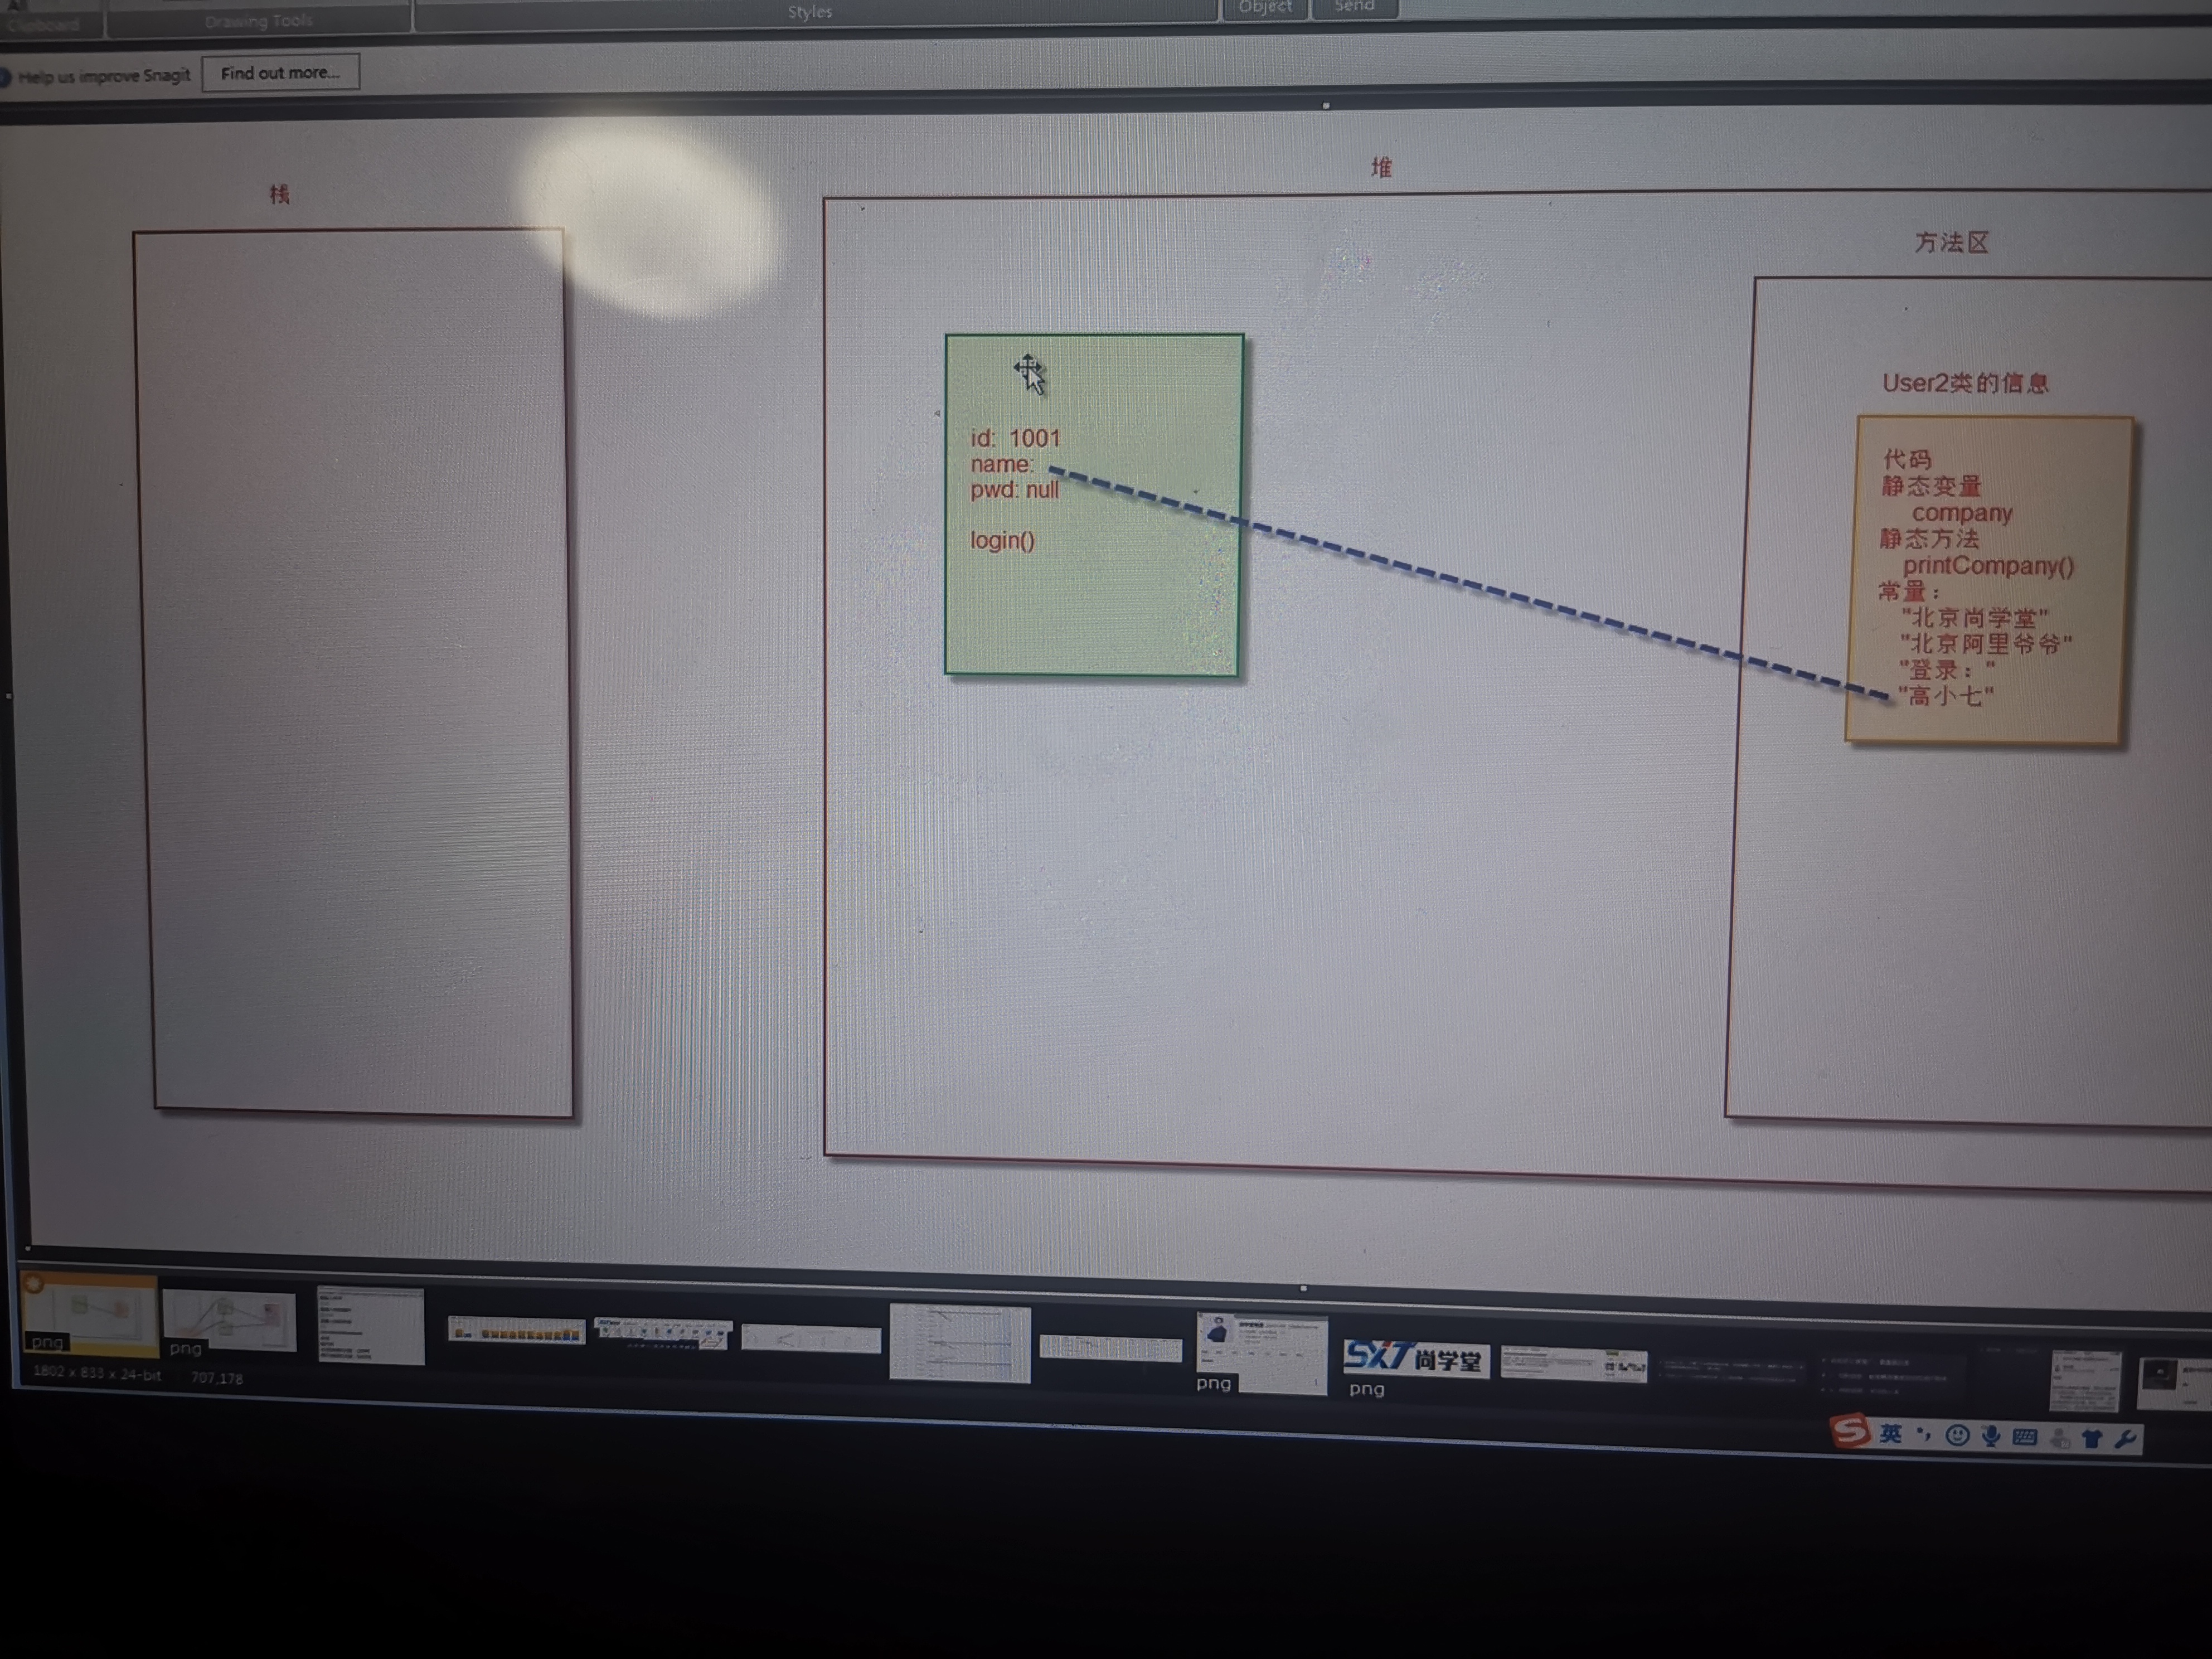 Clipboard
Drawing Tools
Styles
Object
Send
Help us improve Snagit
Find out more...
栈
堆
方法区
id: 1001
name:
pwd: null
login()
User2类的信息
代码
静态变量
company
静态方法
printCompany()
常量：
"北京尚学堂"
"北京阿里爷爷"
"登录："
"高小七"
png
png
png
SXT尚学堂
png
1802 x 833 x 24-bit
707,178
S
英